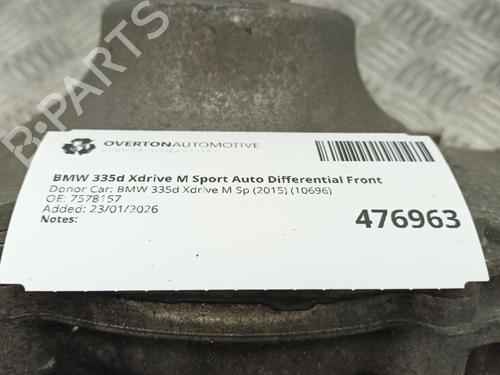 B-PARTS
OVERTONAUTOMOTIVE
BMW 335d Xdrive M Sport Auto Differential Front
Donor Car: BMW 335d Xdrive M Sp (2015) (10696)
OE: 7578157
Added: 23/01/2026
Notes:
476963